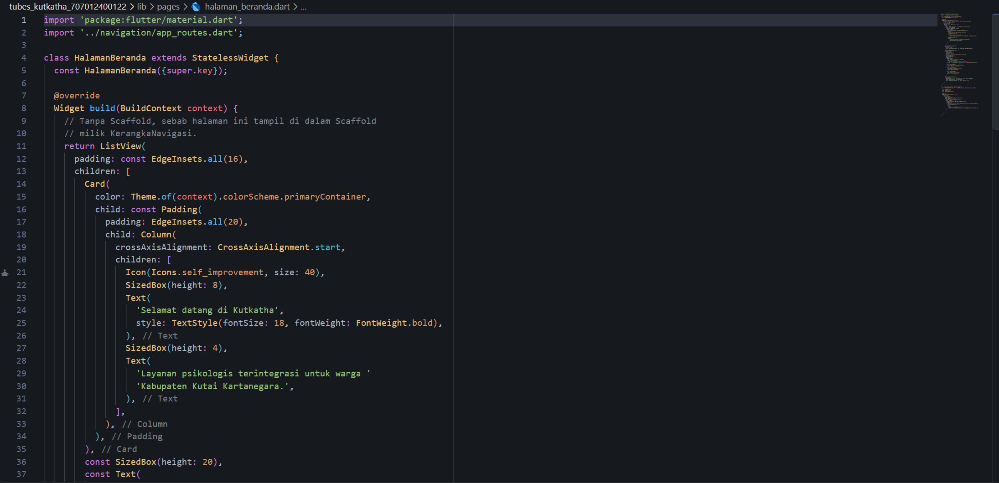 tubes_kutkatha_707012400122 > lib > pages > halaman_beranda.dart > ...
1 import 'package:flutter/material.dart';
2 import '../navigation/app_routes.dart';
3
4 class HalamanBeranda extends StatelessWidget {
5   const HalamanBeranda({super.key});
6
7   @override
8   Widget build(BuildContext context) {
9     // Tanpa Scaffold, sebab halaman ini tampil di dalam Scaffold
10     // milik KerangkaNavigasi.
11     return ListView(
12       padding: const EdgeInsets.all(16),
13       children: [
14         Card(
15           color: Theme.of(context).colorScheme.primaryContainer,
16           child: const Padding(
17             padding: EdgeInsets.all(20),
18             child: Column(
19               crossAxisAlignment: CrossAxisAlignment.start,
20               children: [
21                 Icon(Icons.self_improvement, size: 40),
22                 SizedBox(height: 8),
23                 Text(
24                   'Selamat datang di Kutkatha',
25                   style: TextStyle(fontSize: 18, fontWeight: FontWeight.bold),
26                 ), // Text
27                 SizedBox(height: 4),
28                 Text(
29                   'Layanan psikologis terintegrasi untuk warga '
30                   'Kabupaten Kutai Kartanegara.',
31                 ), // Text
32               ],
33             ), // Column
34           ), // Padding
35         ), // Card
36         const SizedBox(height: 20),
37         const Text(